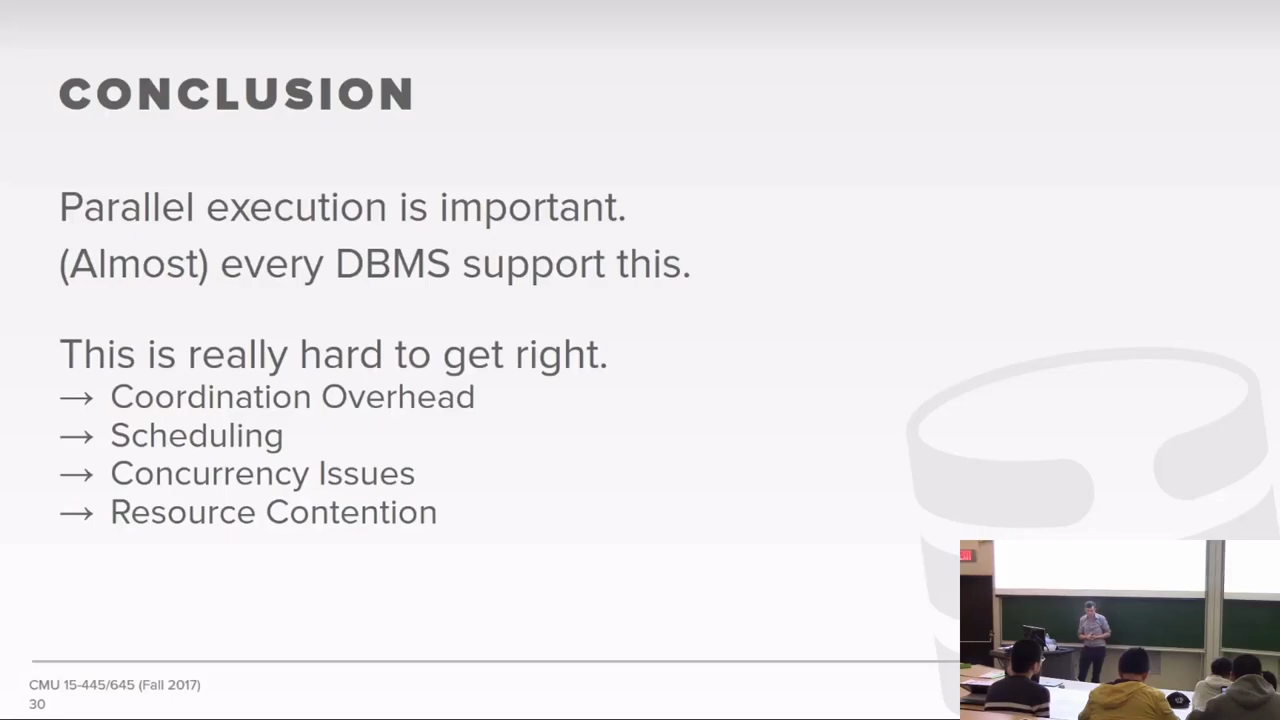 CONCLUSION
Parallel execution is important.
(Almost) every DBMS support this.
This is really hard to get right.
→ Coordination Overhead
→ Scheduling
→ Concurrency Issues
→ Resource Contention
CMU 15-445/645 (Fall 2017)
30